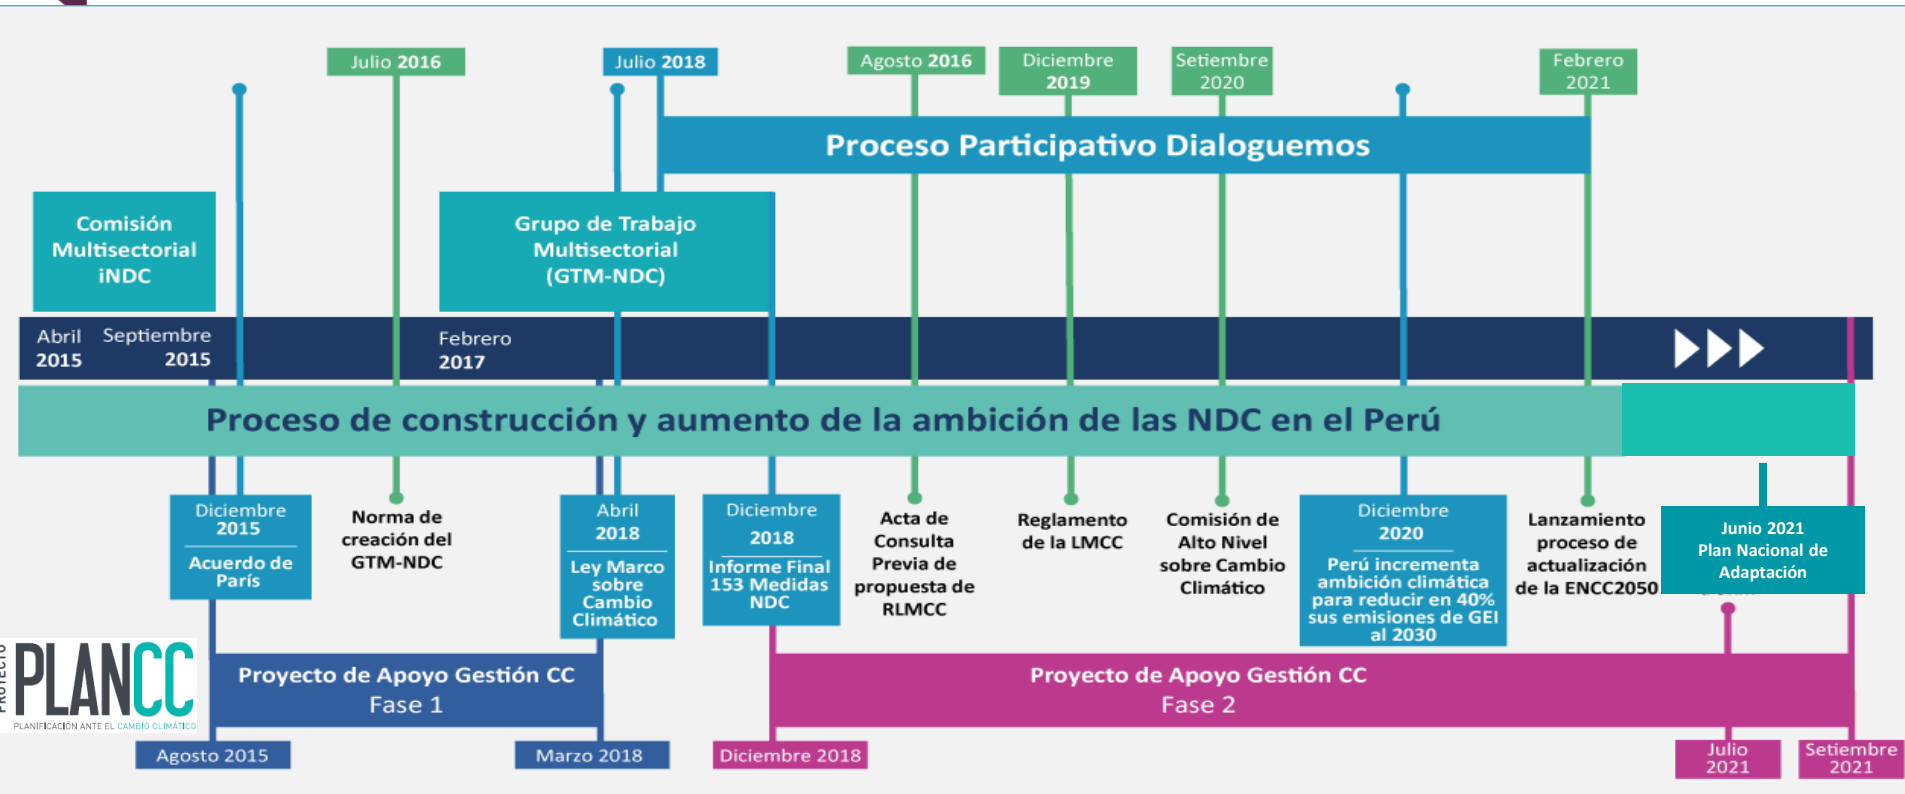 Julio 2016
Julio 2018
Agosto 2016
Diciembre
2019
Setiembre
2020
Febrero
2021
Proceso Participativo Dialoguemos
Comisión
Multisectorial
iNDC
Grupo de Trabajo
Multisectorial
(GTM-NDC)
Abril
2015
Septiembre
2015
Febrero
2017
Proceso de construcción y aumento de la ambición de las NDC en el Perú
Diciembre
2015
Acuerdo de
París
Norma de
creación del
GTM-NDC
Abril
2018
Ley Marco
sobre
Cambio
Climático
Diciembre
2018
Informe Final
153 Medidas
NDC
Acta de
Consulta
Previa de
propuesta de
RLMCC
Reglamento
de la LMCC
Comisión de
Alto Nivel
sobre Cambio
Climático
Diciembre
2020
Perú incrementa
ambición climática
para reducir en 40%
sus emisiones de GEI
al 2030
Lanzamiento
proceso de
actualización
de la ENCC2050
Junio 2021
Plan Nacional de
Adaptación
PROYECTO
PLANCC
PLANIFICACIÓN ANTE EL CAMBIO CLIMÁTICO
Proyecto de Apoyo Gestión CC
Fase 1
Proyecto de Apoyo Gestión CC
Fase 2
Agosto 2015
Marzo 2018
Diciembre 2018
Julio
2021
Setiembre
2021